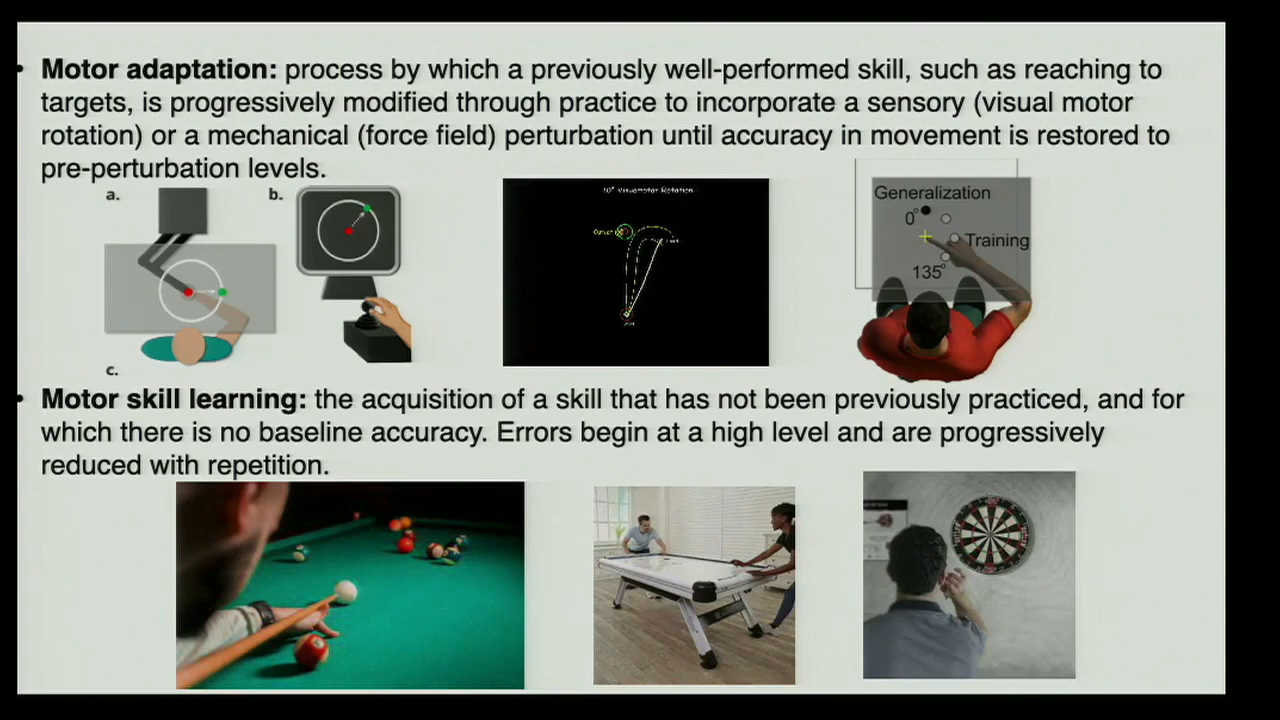 • Motor adaptation: process by which a previously well-performed skill, such as reaching to
targets, is progressively modified through practice to incorporate a sensory (visual motor
rotation) or a mechanical (force field) perturbation until accuracy in movement is restored to
pre-perturbation levels.
a.
b.
10° Visuomotor Rotation
Cursor
Generalization
0°
Training
135°
c.
• Motor skill learning: the acquisition of a skill that has not been previously practiced, and for
which there is no baseline accuracy. Errors begin at a high level and are progressively
reduced with repetition.